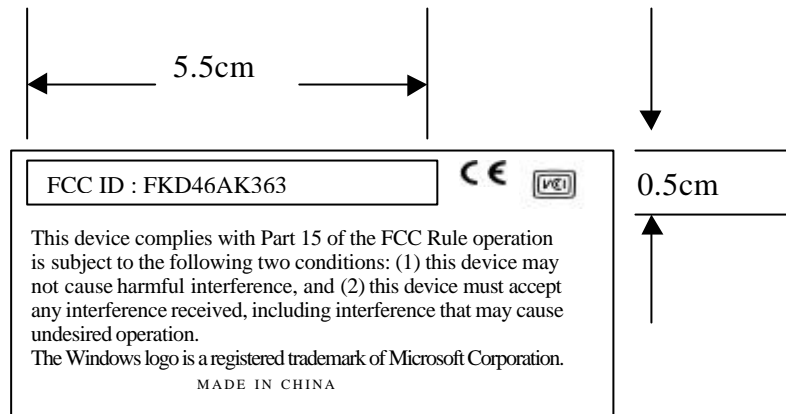 5.5cm
FCC ID : FKD46AK363
CE
VCI
0.5cm
This device complies with Part 15 of the FCC Rule operation
is subject to the following two conditions: (1) this device may
not cause harmful interference, and (2) this device must accept
any interference received, including interference that may cause
undesired operation.
The Windows logo is a registered trademark of Microsoft Corporation.
MADE IN CHINA